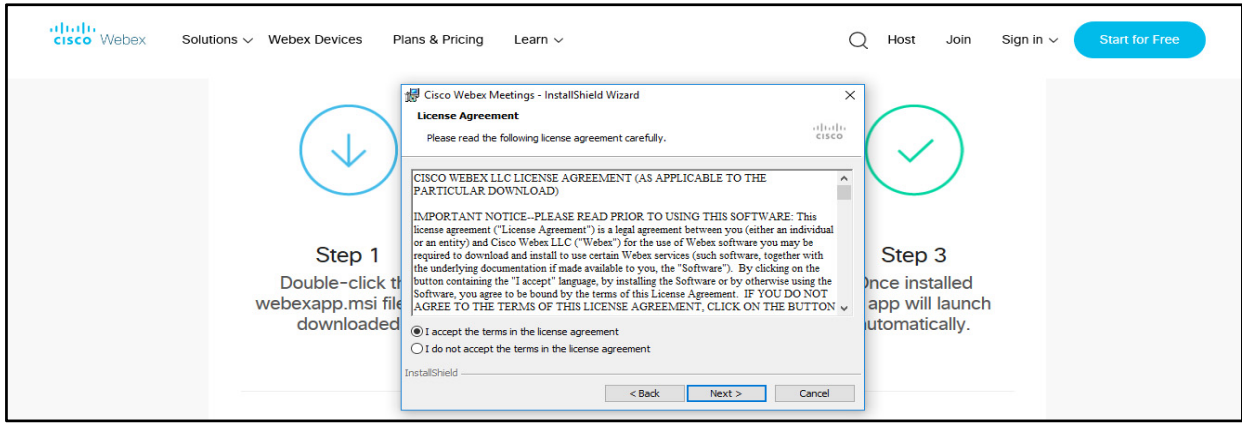 CISCO Webex Solutions Webex Devices Plans & Pricing Learn Host Join Sign in Start for Free
Cisco Webex Meetings - InstallShield Wizard
License Agreement
Please read the following license agreement carefully.
CISCO
CISCO WEBEX LLC LICENSE AGREEMENT (AS APPLICABLE TO THE
PARTICULAR DOWNLOAD)
IMPORTANT NOTICE--PLEASE READ PRIOR TO USING THIS SOFTWARE: This
license agreement ("License Agreement") is a legal agreement between you (either an individual
or an entity) and Cisco Webex LLC ("Webex") for the use of Webex software you may be
required to download and install to use certain Webex services (such software, together with
the underlying documentation if made available to you, the "Software"). By clicking on the
button containing the "I accept" language, by installing the Software or by otherwise using the
Software, you agree to be bound by the terms of this License Agreement. IF YOU DO NOT
AGREE TO THE TERMS OF THIS LICENSE AGREEMENT, CLICK ON THE BUTTON
I accept the terms in the license agreement
I do not accept the terms in the license agreement
InstallShield
< Back Next > Cancel
Step 1
Double-click
webexapp.msi file
downloaded
Step 3
installed
app will launch
automatically.